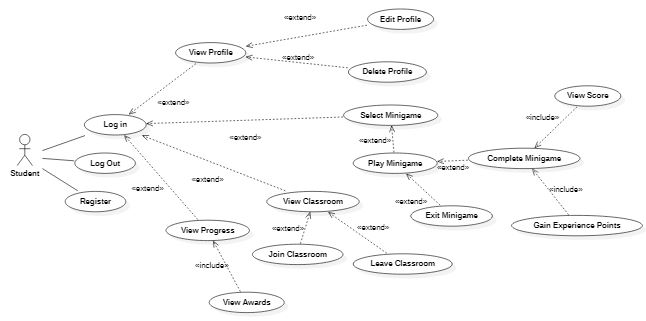 «extend»
Edit Profile
View Profile
«extend»
Delete Profile
«extend»
View Score
Select Minigame
«include»
Log in
«extend»
«extend»
Student
Log Out
Play Minigame
«extend»
Complete Minigame
«extend»
«extend»
«include»
Register
View Classroom
«extend»
Exit Minigame
View Progress
«extend»
«extend»
Gain Experience Points
Join Classroom
Leave Classroom
«include»
View Awards